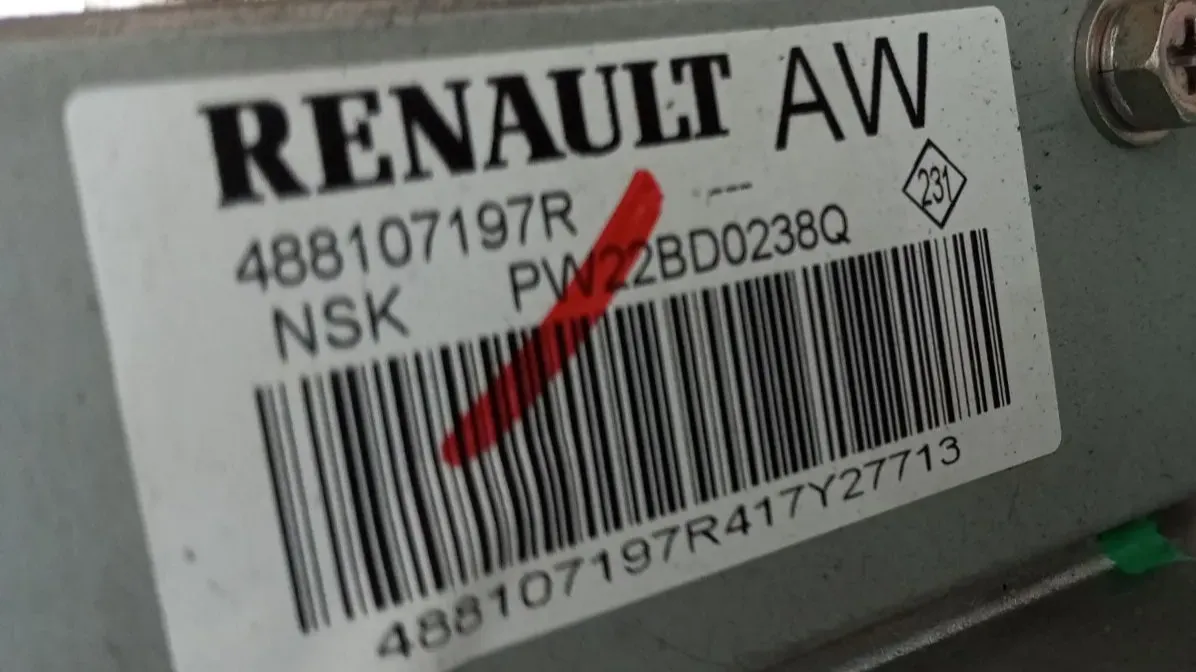 RENAULT AW
488107197R ---
231
NSK PW22BD0238Q
488107197R417Y27713